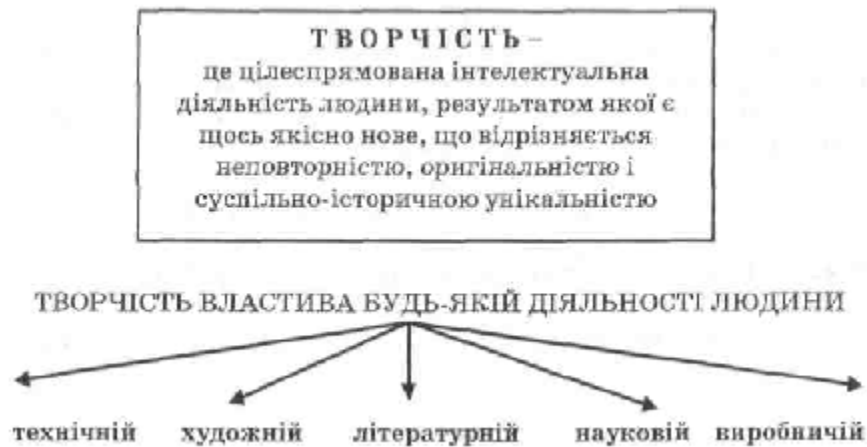 ТВОРЧІСТЬ –
це цілеспрямована інтелектуальна
діяльність людини, результатом якої є
щось якісно нове, що відрізняється
неповторністю, оригінальністю і
суспільно-історичною унікальністю
ТВОРЧІСТЬ ВЛАСТИВА БУДЬ-ЯКІЙ ДІЯЛЬНОСТІ ЛЮДИНИ
технічній художній літературній науковій виробничій